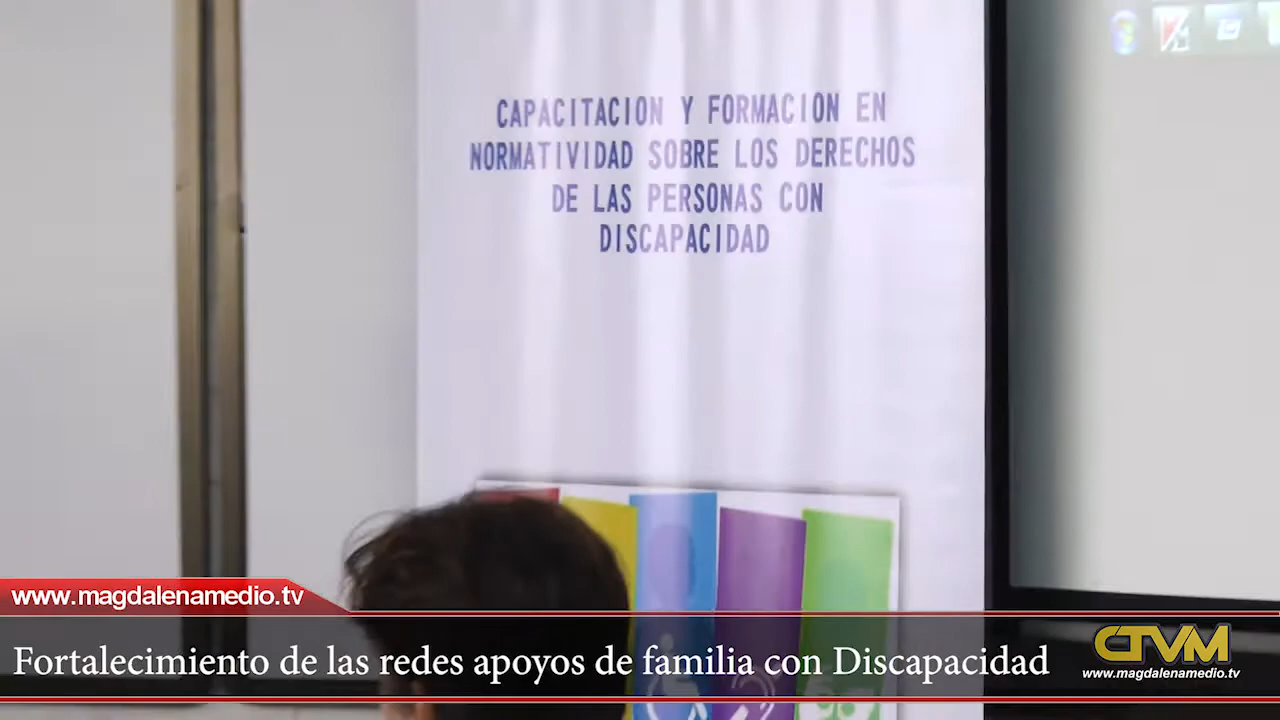 CAPACITACION Y FORMACION EN
NORMATIVIDAD SOBRE LOS DERECHOS
DE LAS PERSONAS CON
DISCAPACIDAD
www.magdalenamedio.tv
Fortalecimiento de las redes apoyos de familia con Discapacidad
CTVM
www.magdalenamedio.tv